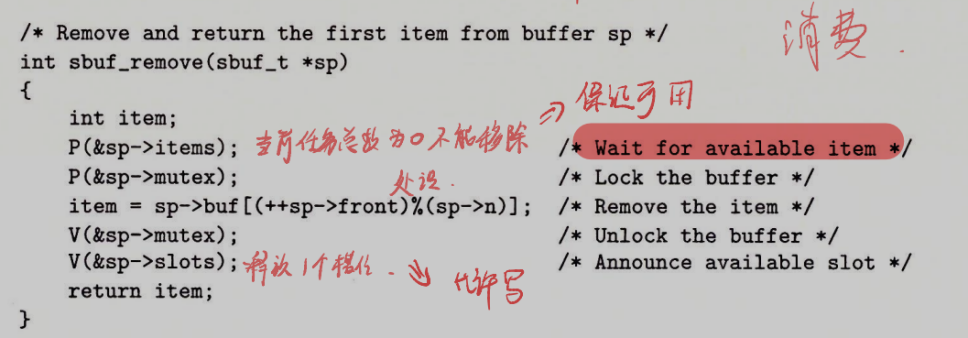 /* Remove and return the first item from buffer sp */
消费.
int sbuf_remove(sbuf_t *sp)
{
int item;
⇒ 保证可用
P(&sp->items); 当前任务总数为0不能移除 /* Wait for available item */
P(&sp->mutex); /* Lock the buffer */
item = sp->buf[(++sp->front)%(sp->n)]; /* Remove the item */
V(&sp->mutex); /* Unlock the buffer */
V(&sp->slots); 释放1个槽位. /* Announce available slot */
⇒ 允许写
return item;
}